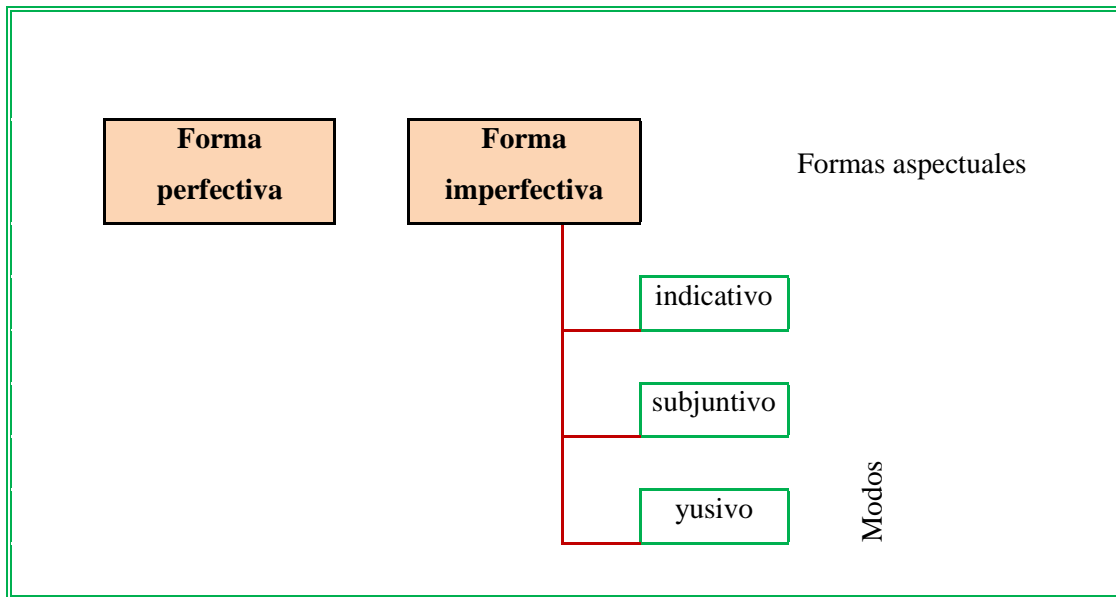 Forma
perfectiva
Forma
imperfectiva
Formas aspectuales
indicativo
subjuntivo
yusivo
Modos